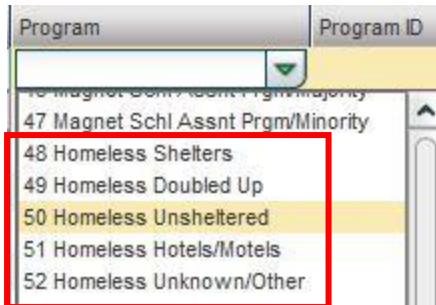 Program Program ID
47 Magnet Schl Assnt Prgm/Minority
48 Homeless Shelters
49 Homeless Doubled Up
50 Homeless Unsheltered
51 Homeless Hotels/Motels
52 Homeless Unknown/Other